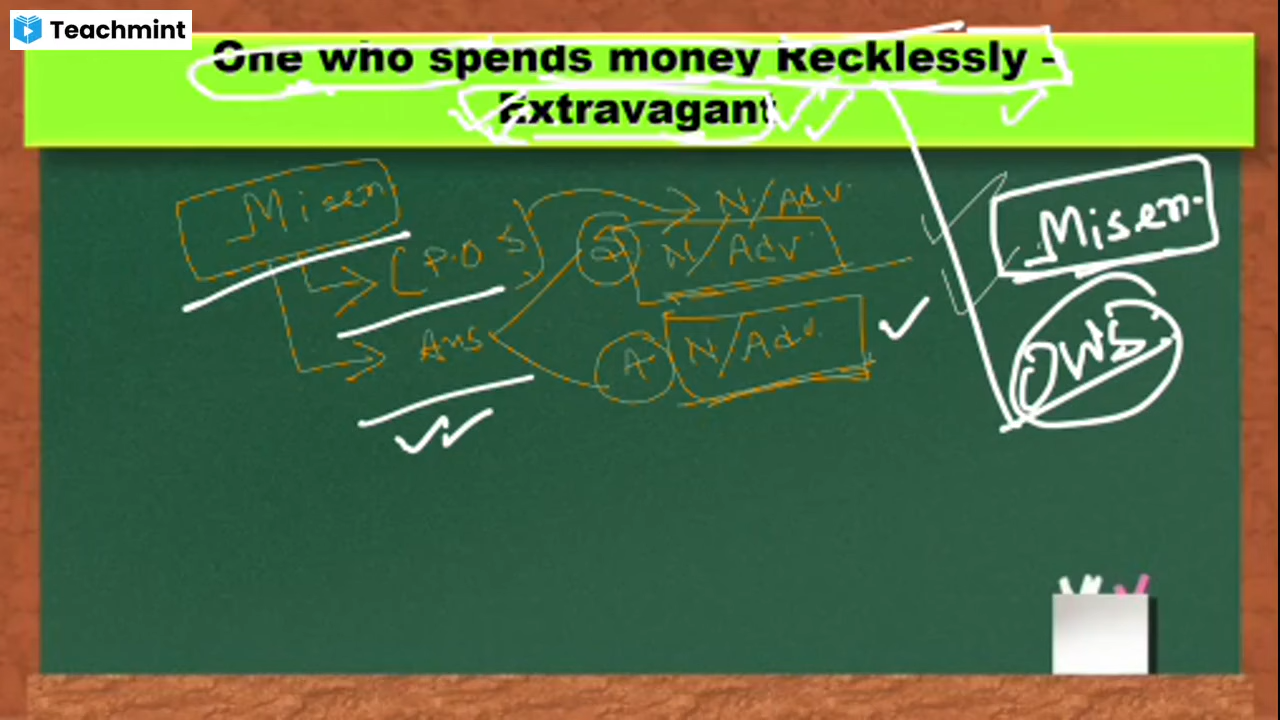 Teachmint
One who spends money Recklessly -
Extravagant
Miser
(P.O.S)
N/Adv.
Q N/Adv.
Ans
A N/Adv.
Miser.
OWS